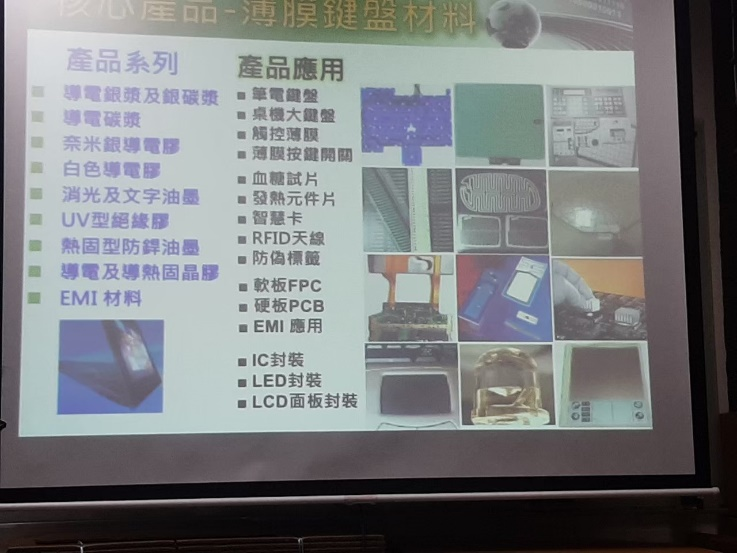 核心產品-薄膜鍵盤材料
產品系列
導電銀漿及銀碳漿
導電碳漿
奈米銀導電膠
白色導電膠
消光及文字油墨
UV型絕緣膠
熱固型防銲油墨
導電及導熱固晶膠
EMI 材料
產品應用
筆電鍵盤
桌機大鍵盤
觸控薄膜
薄膜按鍵開關
血糖試片
發熱元件片
智慧卡
RFID天線
防偽標籤
軟板FPC
硬板PCB
EMI 應用
IC封裝
LED封裝
LCD面板封裝